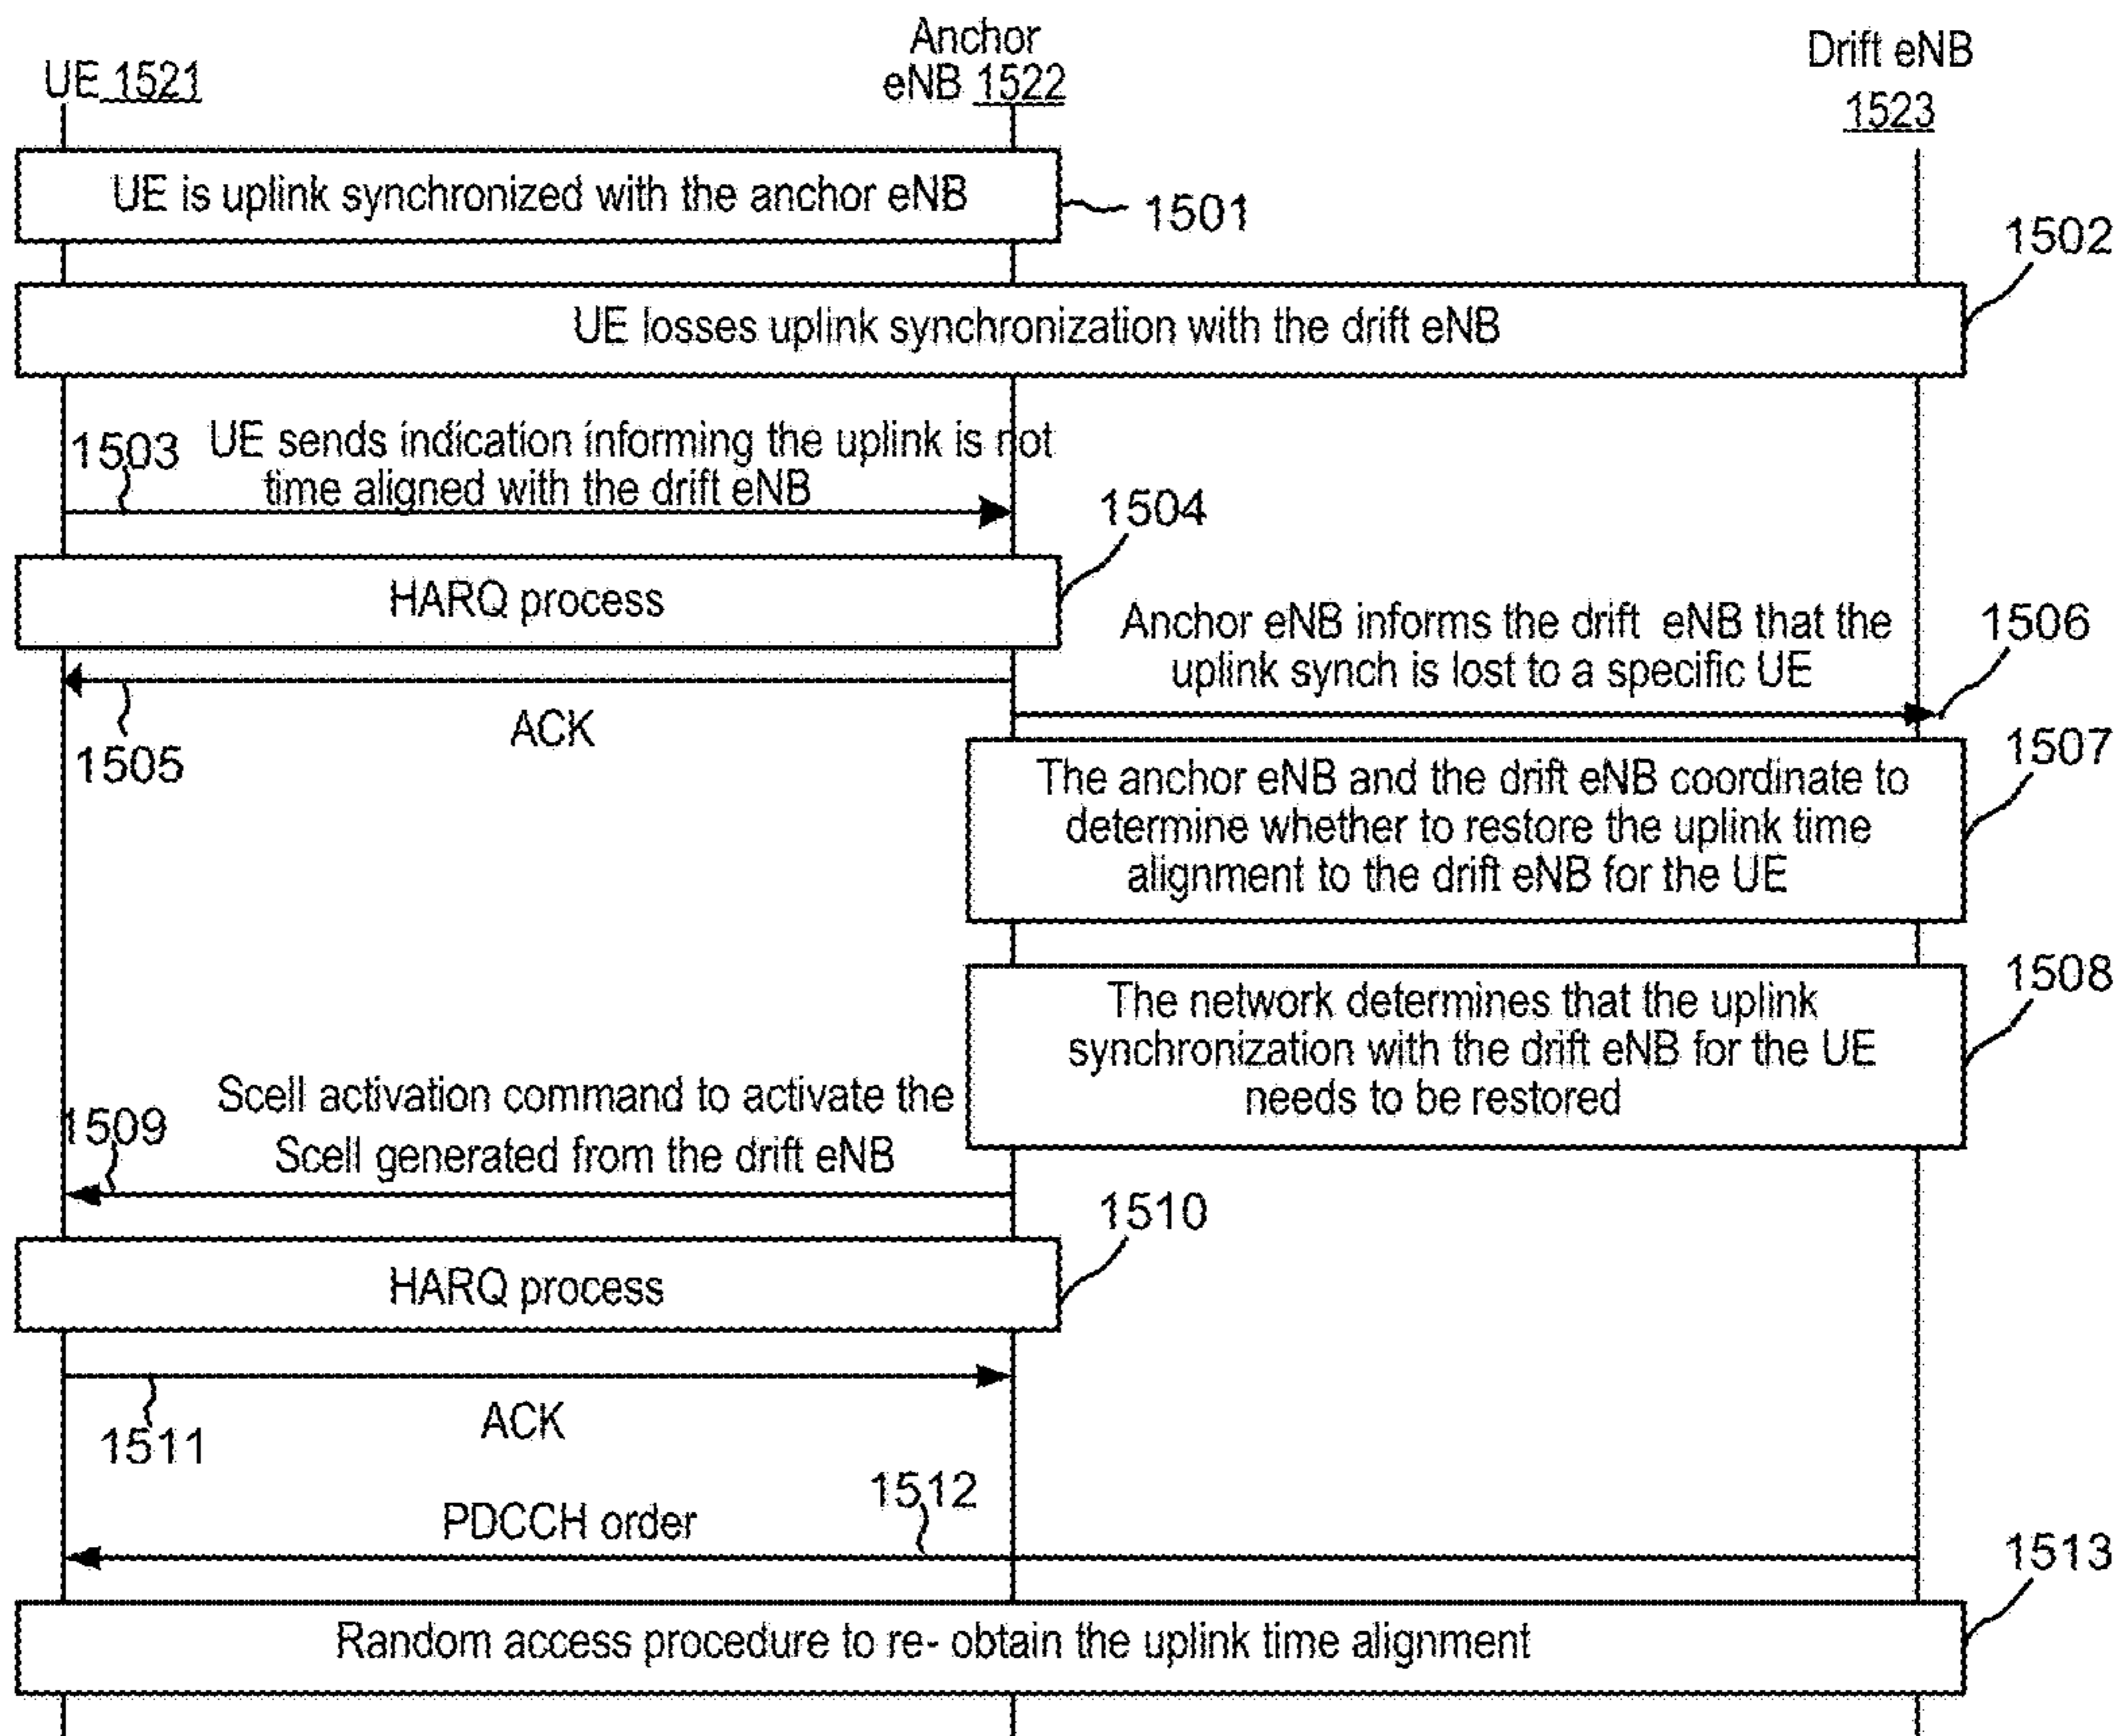 UE 1521
Anchor
eNB 1522
Drift eNB
1523
UE is uplink synchronized with the anchor eNB
1501
1502
UE losses uplink synchronization with the drift eNB
1503
UE sends indication informing the uplink is not
time aligned with the drift eNB
1504
HARQ process
Anchor eNB informs the drift eNB that the
uplink synch is lost to a specific UE
1506
ACK
1505
1507
The anchor eNB and the drift eNB coordinate to
determine whether to restore the uplink time
alignment to the drift eNB for the UE
1508
The network determines that the uplink
synchronization with the drift eNB for the UE
needs to be restored
Scell activation command to activate the
Scell generated from the drift eNB
1509
1510
HARQ process
ACK
1511
1512
PDCCH order
1513
Random access procedure to re- obtain the uplink time alignment